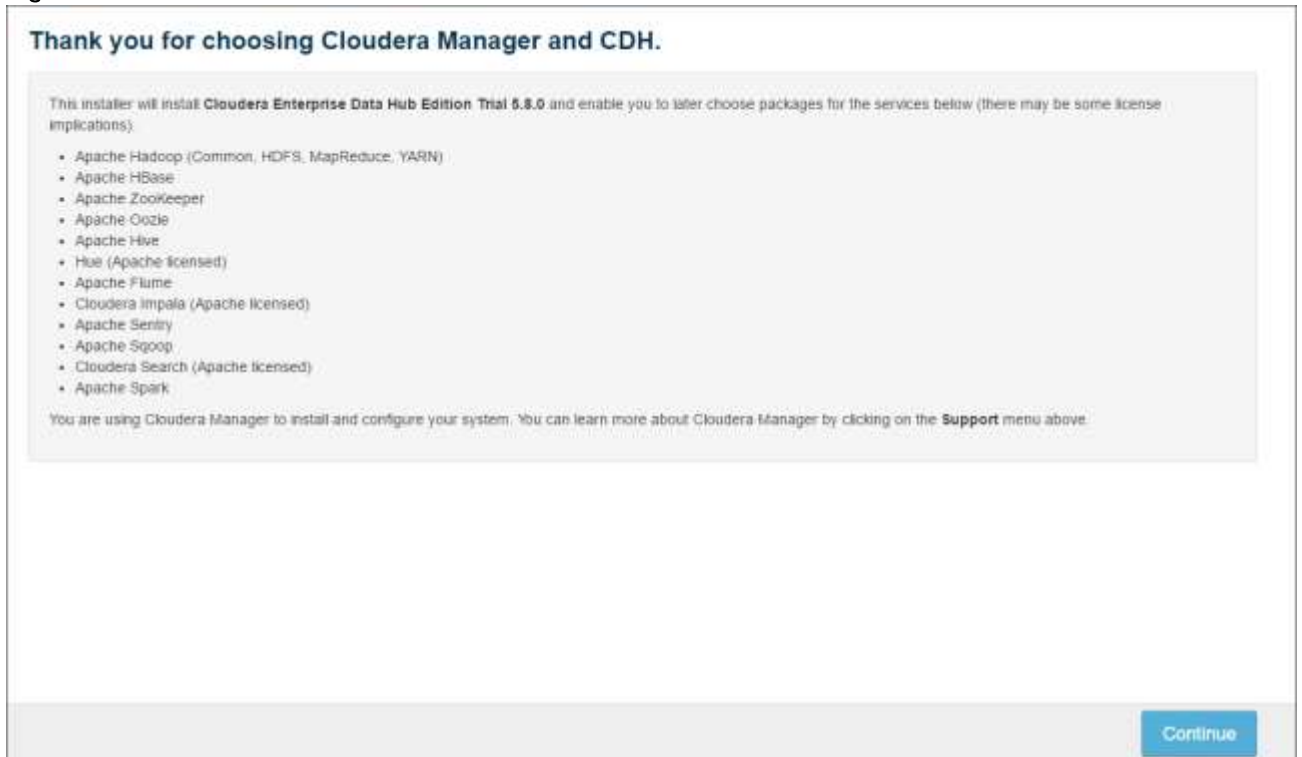 Thank you for choosing Cloudera Manager and CDH.
This installer will install Cloudera Enterprise Data Hub Edition Trial 5.8.0 and enable you to later choose packages for the services below (there may be some license
implications).
• Apache Hadoop (Common, HDFS, MapReduce, YARN)
• Apache HBase
• Apache ZooKeeper
• Apache Oozie
• Apache Hive
• Hue (Apache licensed)
• Apache Flume
• Cloudera Impala (Apache licensed)
• Apache Sentry
• Apache Sqoop
• Cloudera Search (Apache licensed)
• Apache Spark
You are using Cloudera Manager to install and configure your system. You can learn more about Cloudera Manager by clicking on the Support menu above.
Continue